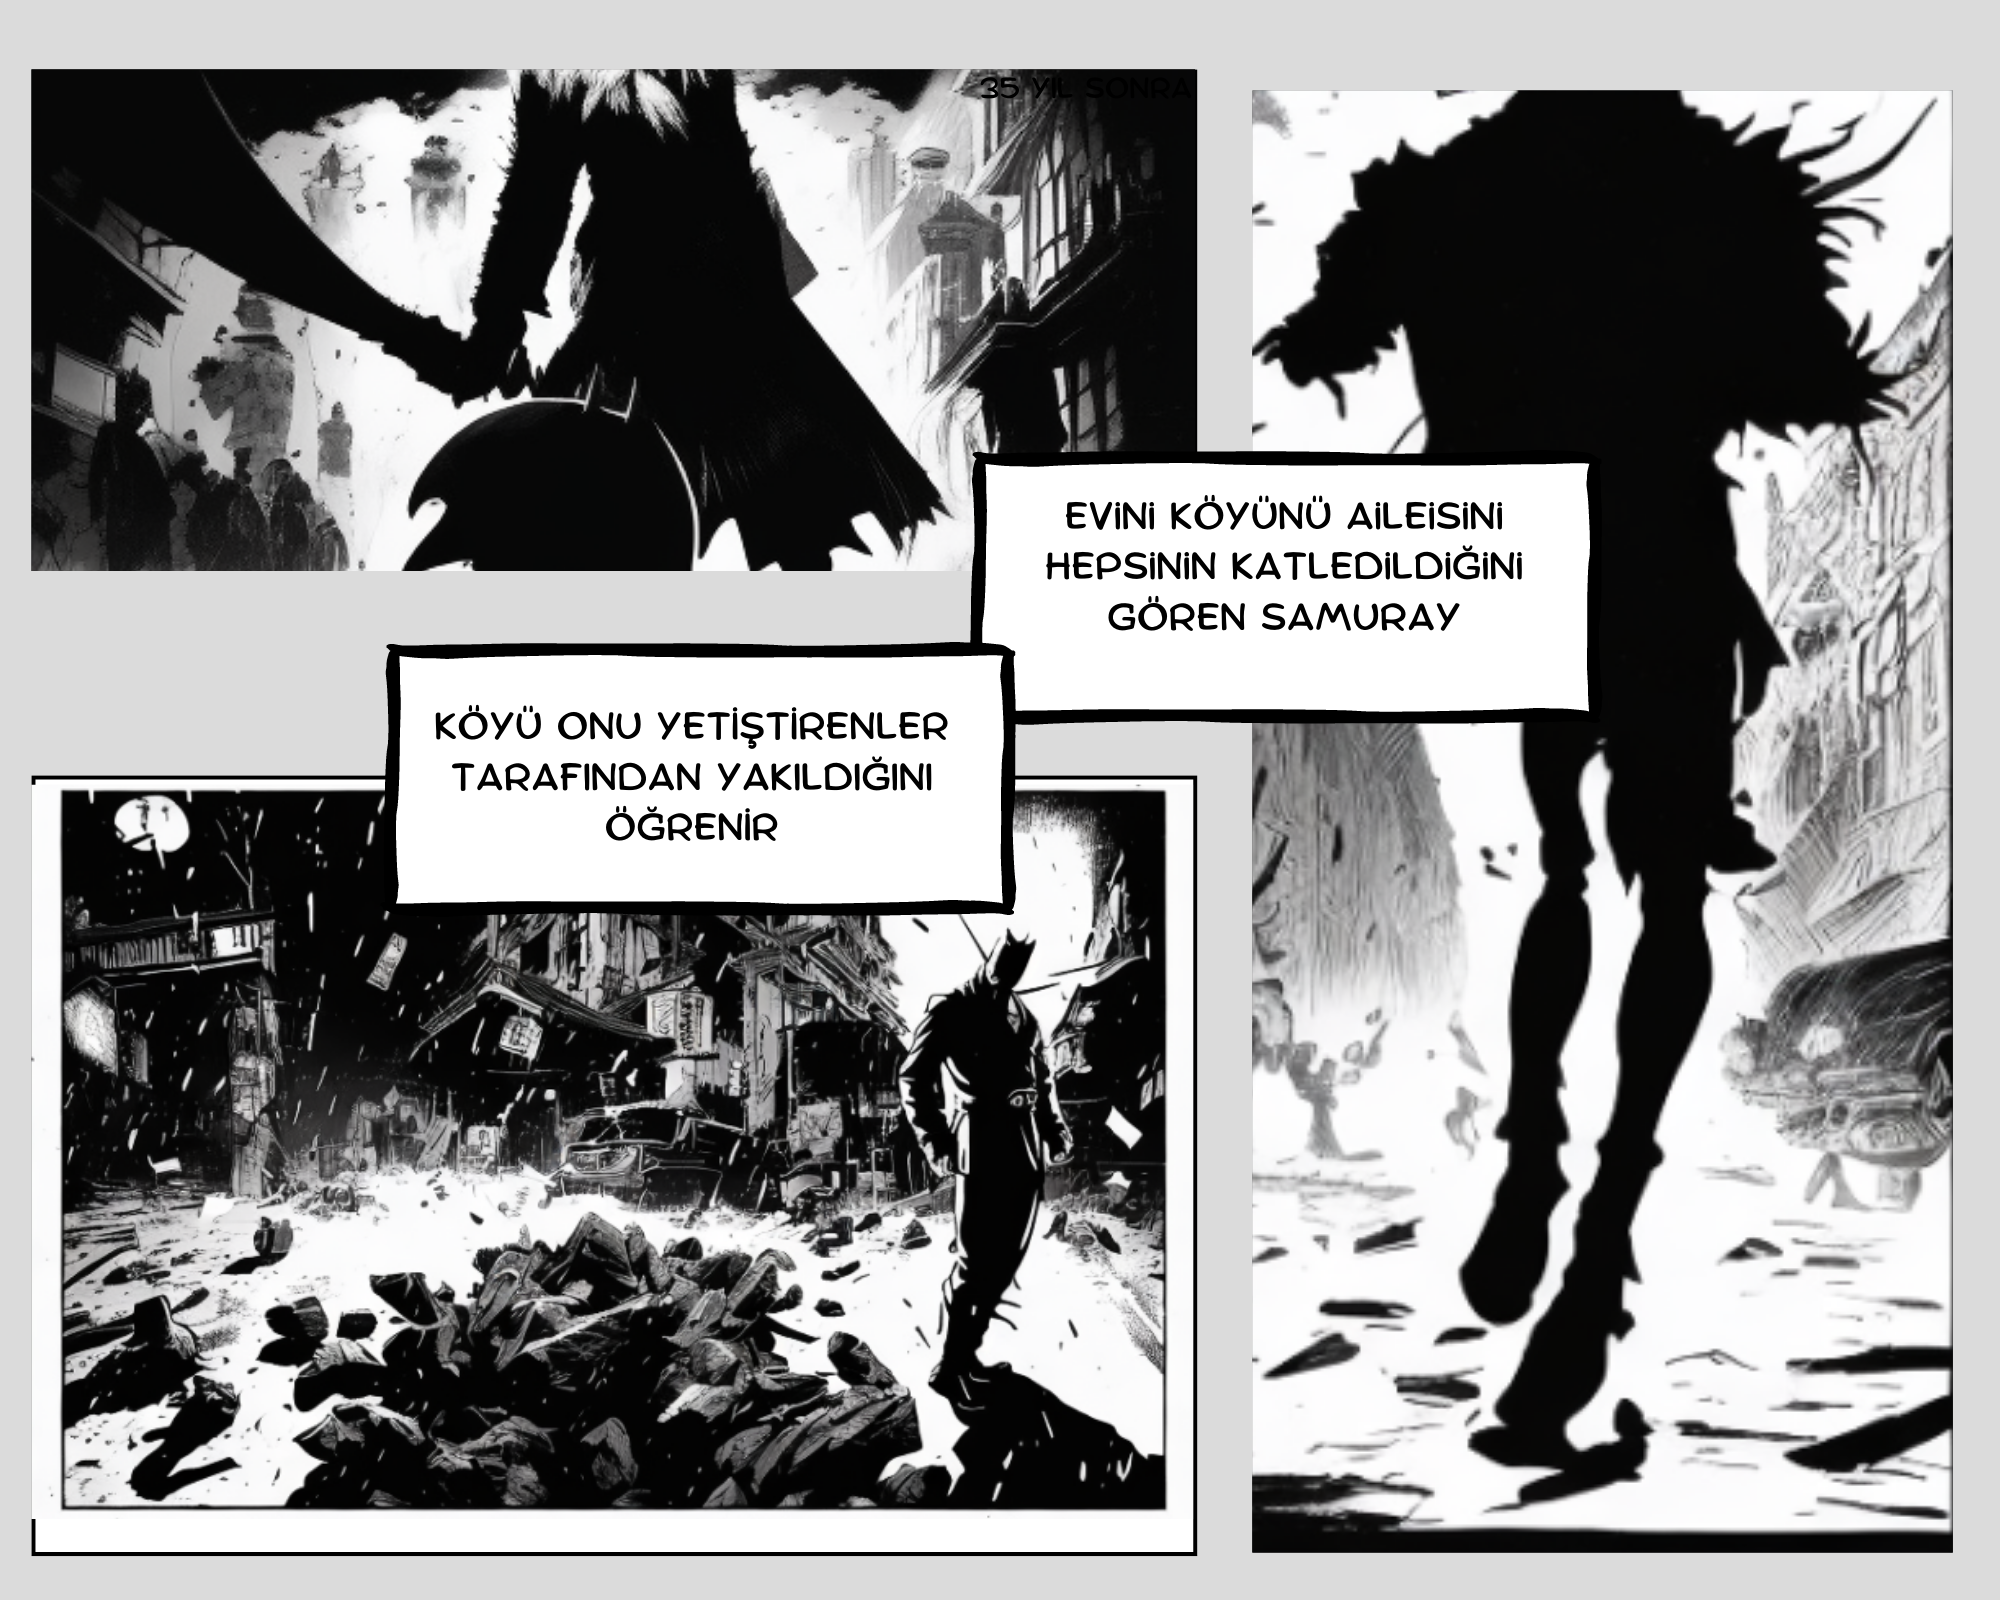 35 YIL SONRA
EVİNİ KÖYÜNÜ AİLEİSİNİ
HEPSİNİN KATLEDİLDİĞİNİ
GÖREN SAMURAY
KÖYÜ ONU YETİŞTİRENLER
TARAFINDAN YAKILDIĞINI
ÖĞRENİR